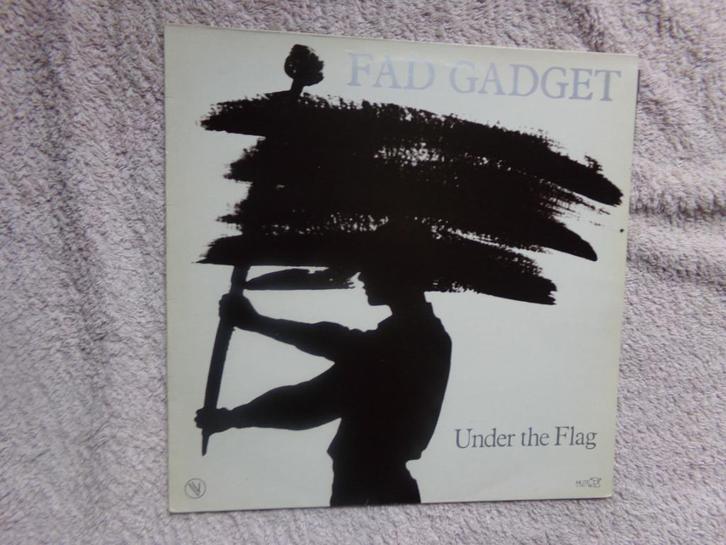 FAD GADGET
Under the Flag